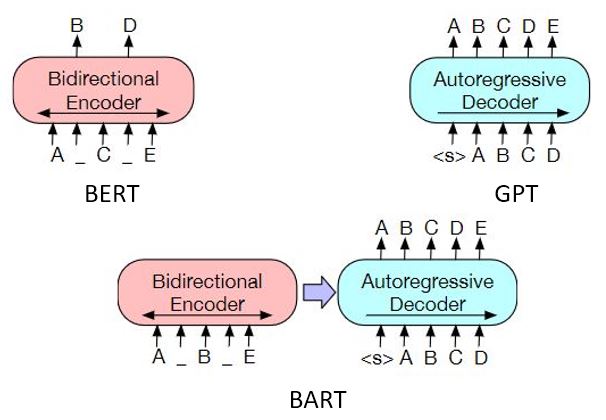 B D
Bidirectional
Encoder
A _ C _ E
BERT
A B C D E
Autoregressive
Decoder
<s> A B C D
GPT
Bidirectional
Encoder
A _ B _ E
A B C D E
Autoregressive
Decoder
<s> A B C D
BART